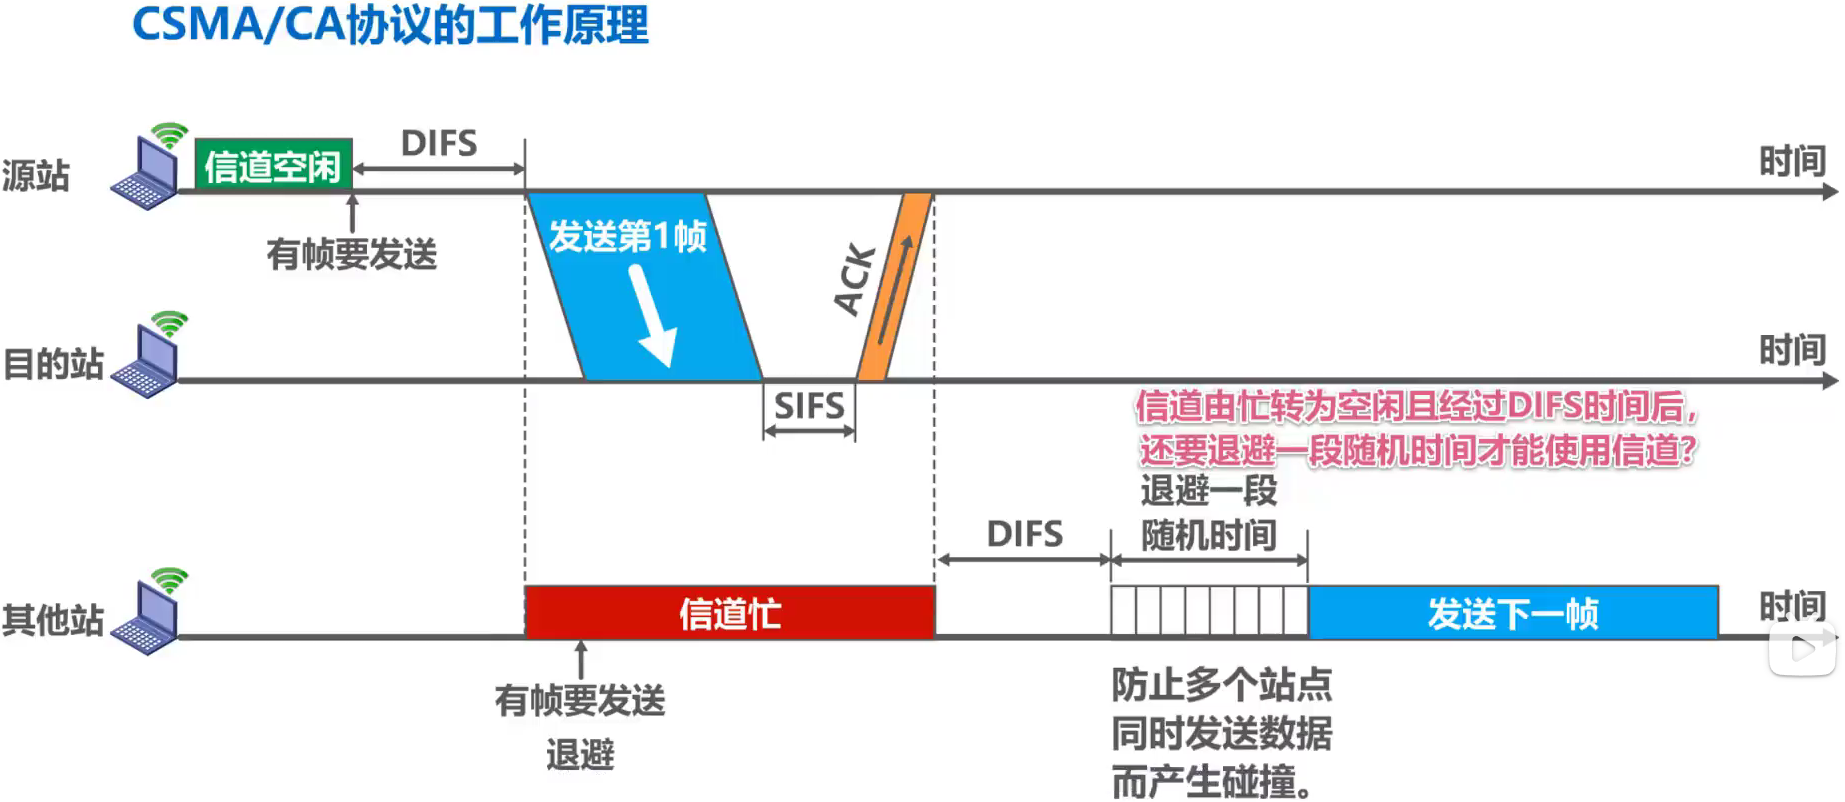 CSMA/CA协议的工作原理
DIFS
信道空闲
时间
源站
有帧要发送
发送第1帧
ACK
时间
目的站
SIFS
信道由忙转为空闲且经过DIFS时间后，
还要退避一段随机时间才能使用信道？
退避一段
随机时间
DIFS
其他站
信道忙
发送下一帧
时间
有帧要发送
退避
防止多个站点
同时发送数据
而产生碰撞。